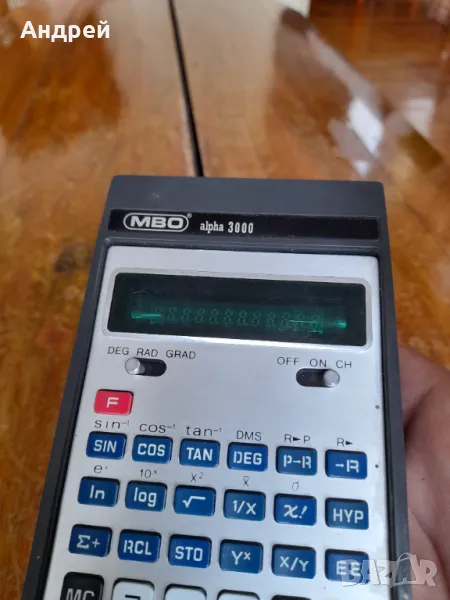 Андрей
MBO® alpha 3000
DEG RAD GRAD OFF ON CH
F
sin⁻¹ cos⁻¹ tan⁻¹ DMS R►P R►
SIN COS TAN DEG P→R →R
eˣ 10ˣ x² x̄ σ
ln log √ 1/X x! HYP
Σ+ RCL STO Yˣ X/Y EE
MC
BAZAR